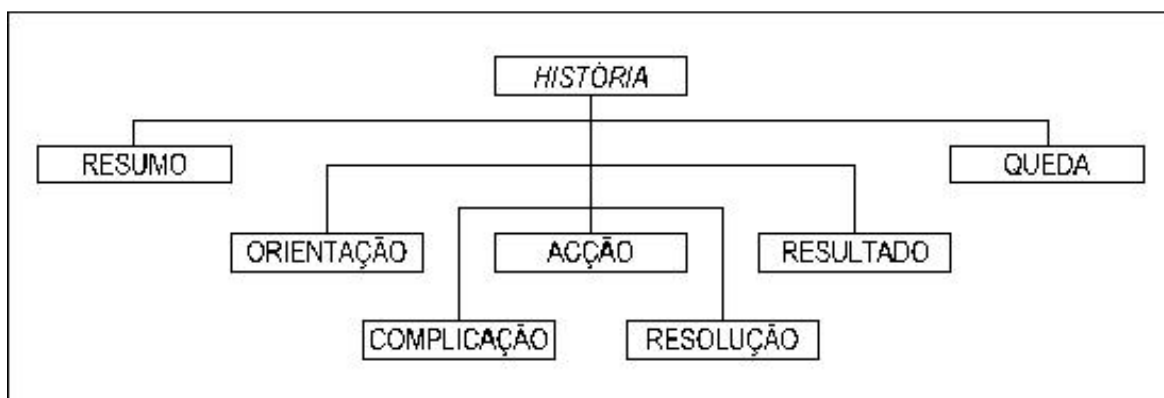 HISTÓRIA
RESUMO
QUEDA
ORIENTAÇÃO
ACÇÃO
RESULTADO
COMPLICAÇÃO
RESOLUÇÃO